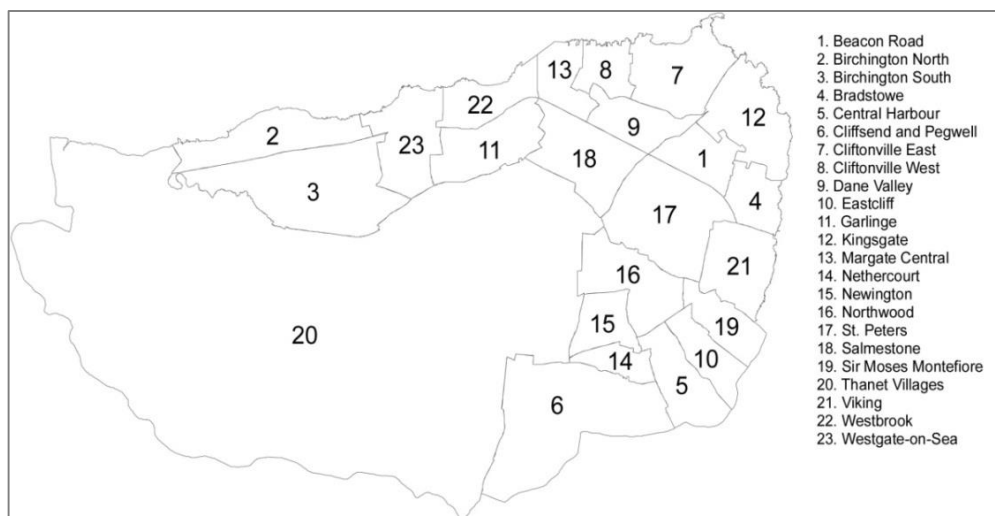 13
8
7
22
12
2
23
11
9
18
1
3
4
17
21
16
20
15
19
14
10
5
6
1. Beacon Road
2. Birchington North
3. Birchington South
4. Bradstowe
5. Central Harbour
6. Cliffsend and Pegwell
7. Cliftonville East
8. Cliftonville West
9. Dane Valley
10. Eastcliff
11. Garlinge
12. Kingsgate
13. Margate Central
14. Nethercourt
15. Newington
16. Northwood
17. St. Peters
18. Salmestone
19. Sir Moses Montefiore
20. Thanet Villages
21. Viking
22. Westbrook
23. Westgate-on-Sea